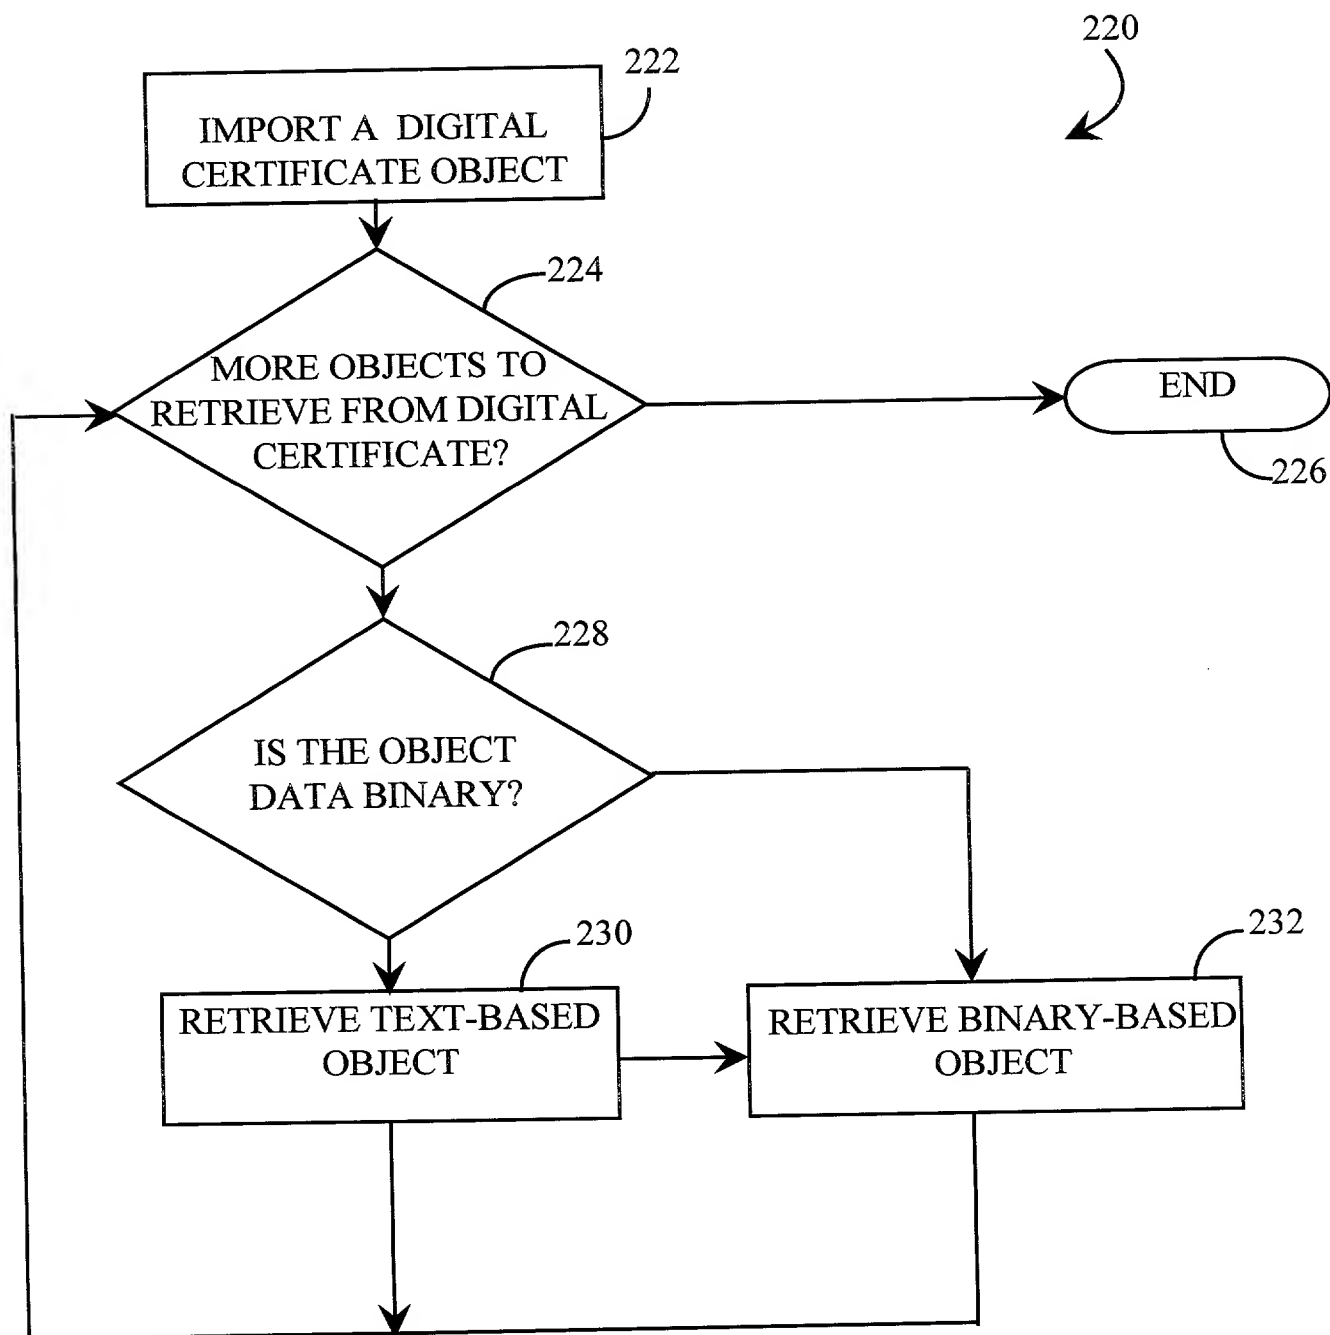 220
222
IMPORT A DIGITAL
CERTIFICATE OBJECT
224
MORE OBJECTS TO
RETRIEVE FROM DIGITAL
CERTIFICATE?
END
226
228
IS THE OBJECT
DATA BINARY?
230
RETRIEVE TEXT-BASED
OBJECT
232
RETRIEVE BINARY-BASED
OBJECT